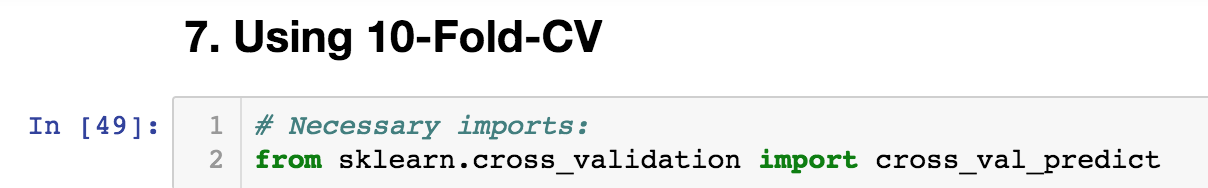 7. Using 10-Fold-CV
In [49]: 1 # Necessary imports:
2 from sklearn.cross_validation import cross_val_predict